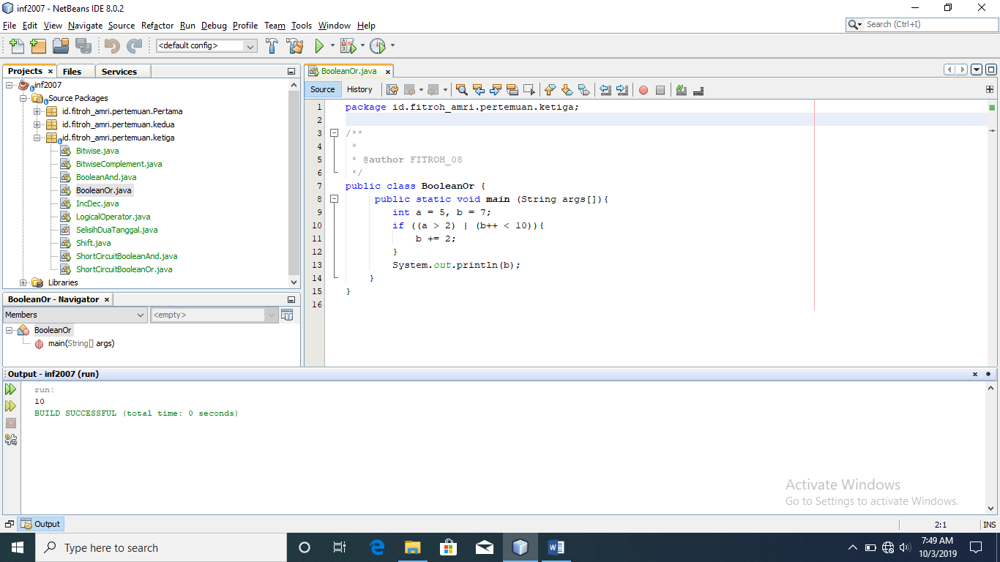 inf2007 - NetBeans IDE 8.0.2
File Edit View Navigate Source Refactor Run Debug Profile Team Tools Window Help
Search (Ctrl+I)
<default config>
Projects Files Services
inf2007
Source Packages
id.fitroh_amri.pertemuan.Pertama
id.fitroh_amri.pertemuan.kedua
id.fitroh_amri.pertemuan.ketiga
Bitwise.java
BitwiseComplement.java
BooleanAnd.java
BooleanOr.java
IncDec.java
LogicalOperator.java
SelisihDuaTanggal.java
Shift.java
ShortCircuitBooleanAnd.java
ShortCircuitBooleanOr.java
Libraries
BooleanOr - Navigator
Members <empty>
BooleanOr
main(String[] args)
BooleanOr.java
Source History
1 package id.fitroh_amri.pertemuan.ketiga;
2
3 /**
4 *
5 * @author FITROH_08
6 */
7 public class BooleanOr {
8 public static void main (String args[]){
9 int a = 5, b = 7;
10 if ((a > 2) | (b++ < 10)){
11 b += 2;
12 }
13 System.out.println(b);
14 }
15 }
16
Output - inf2007 (run)
run:
10
BUILD SUCCESSFUL (total time: 0 seconds)
Activate Windows
Go to Settings to activate Windows.
Output
2:1 INS
Type here to search
7:49 AM
10/3/2019